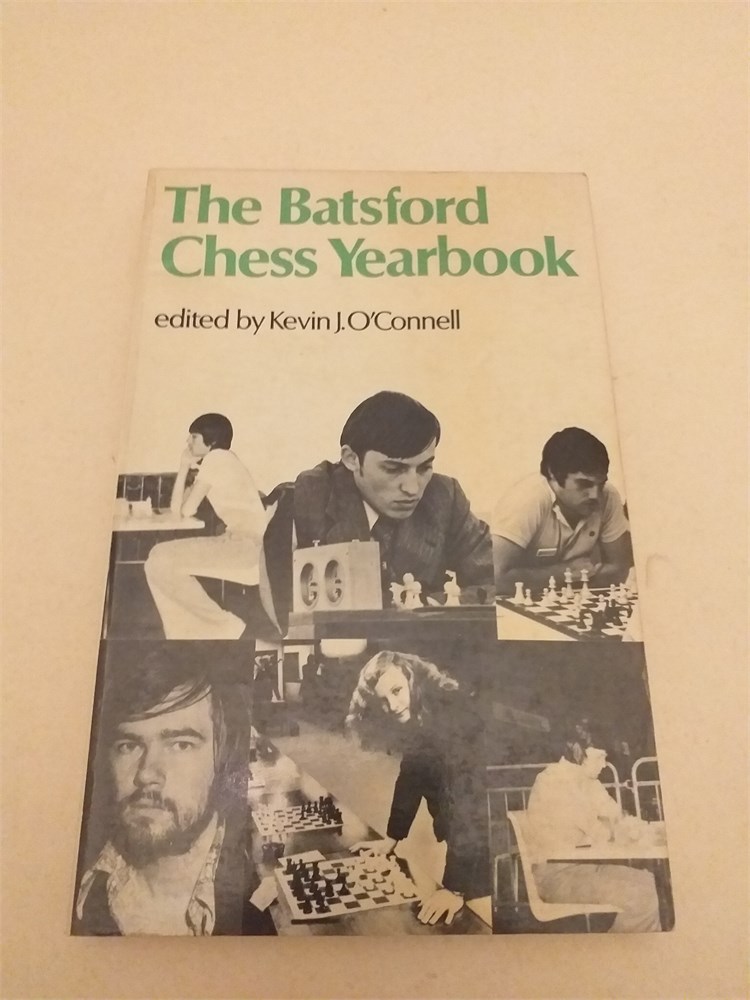 The Batsford
Chess Yearbook
edited by Kevin J. O'Connell